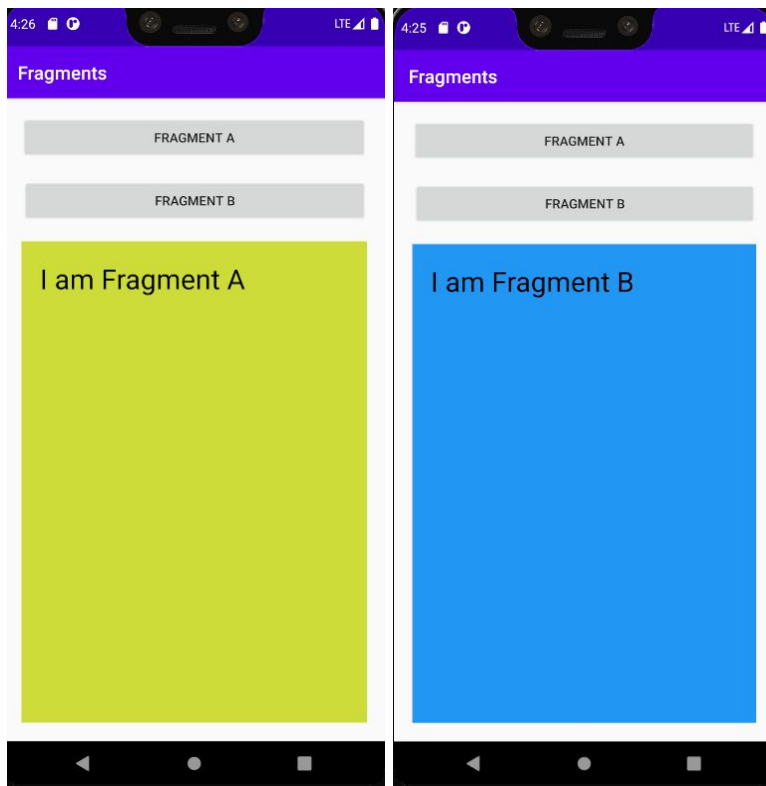 4:26 LTE
Fragments
FRAGMENT A
FRAGMENT B
I am Fragment A
4:25 LTE
Fragments
FRAGMENT A
FRAGMENT B
I am Fragment B